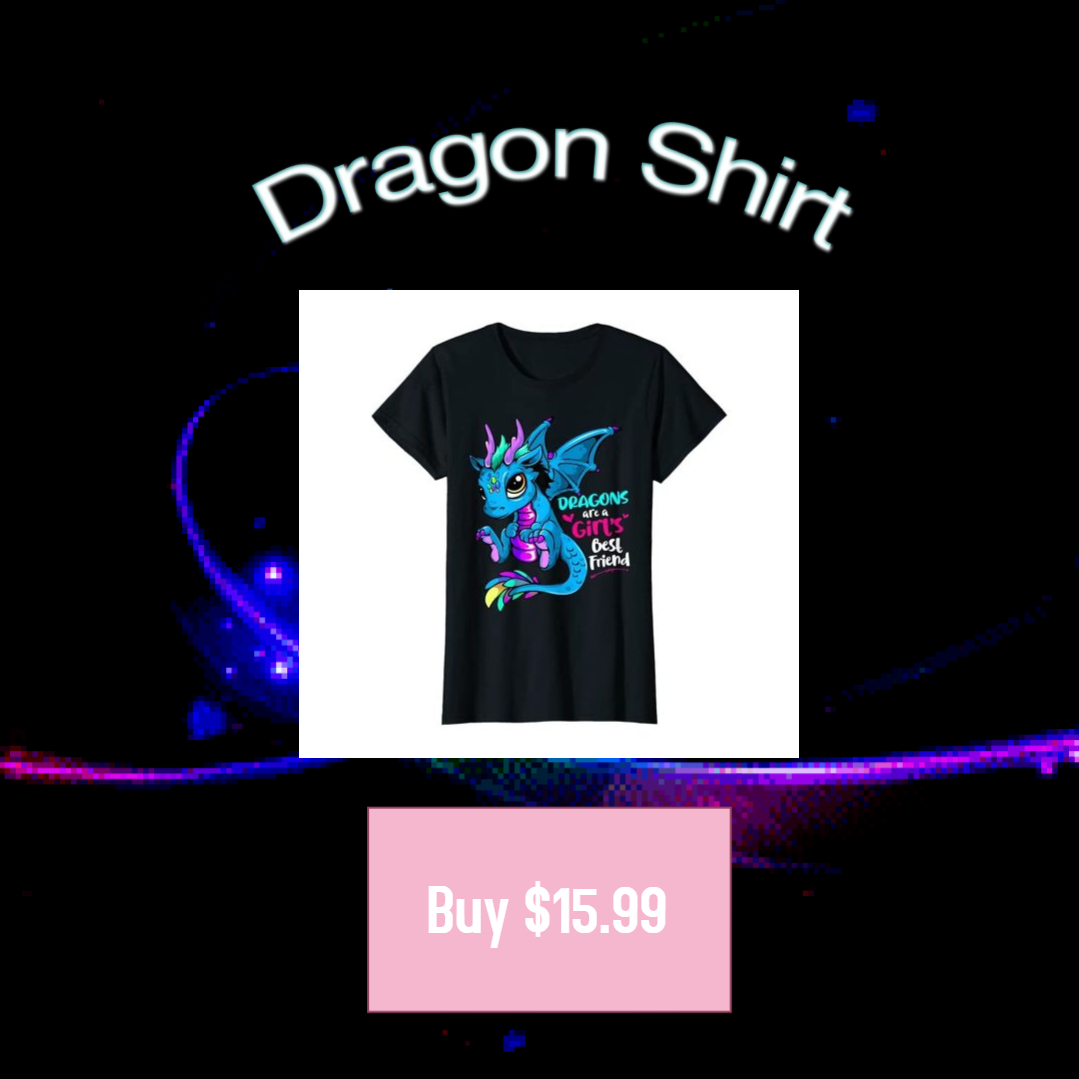 Dragon Shirt
DRAGONS
are a
GiRL'S
BesT
FRiend
Buy $15.99